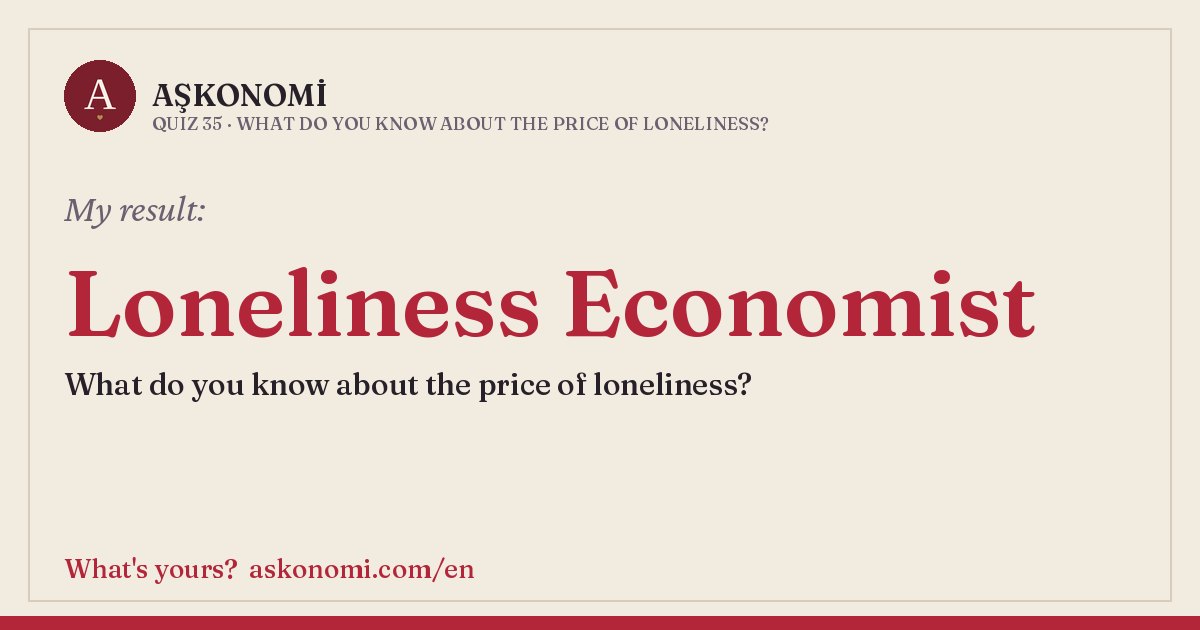 A
AŞKONOMİ
QUIZ 35 · WHAT DO YOU KNOW ABOUT THE PRICE OF LONELINESS?
My result:
Loneliness Economist
What do you know about the price of loneliness?
What's yours? askonomi.com/en